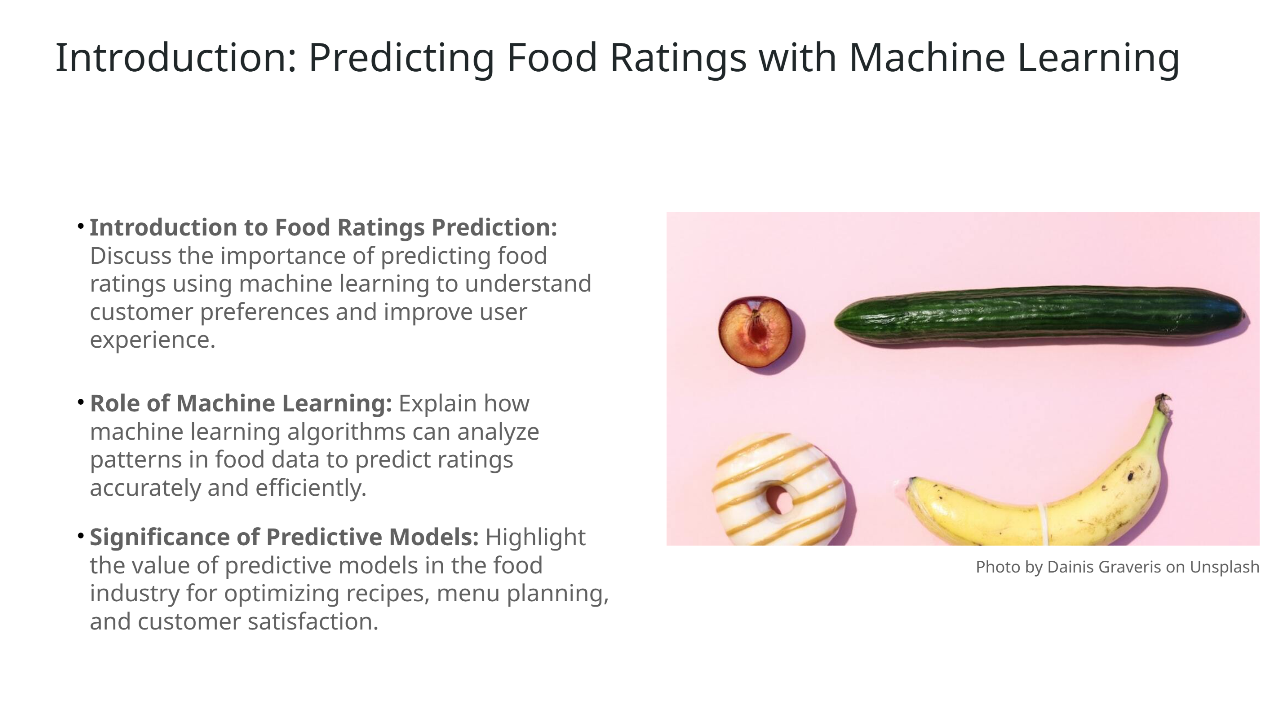 Introduction: Predicting Food Ratings with Machine Learning
• Introduction to Food Ratings Prediction:
Discuss the importance of predicting food
ratings using machine learning to understand
customer preferences and improve user
experience.
• Role of Machine Learning: Explain how
machine learning algorithms can analyze
patterns in food data to predict ratings
accurately and efficiently.
• Significance of Predictive Models: Highlight
the value of predictive models in the food
industry for optimizing recipes, menu planning,
and customer satisfaction.
Photo by Dainis Graveris on Unsplash